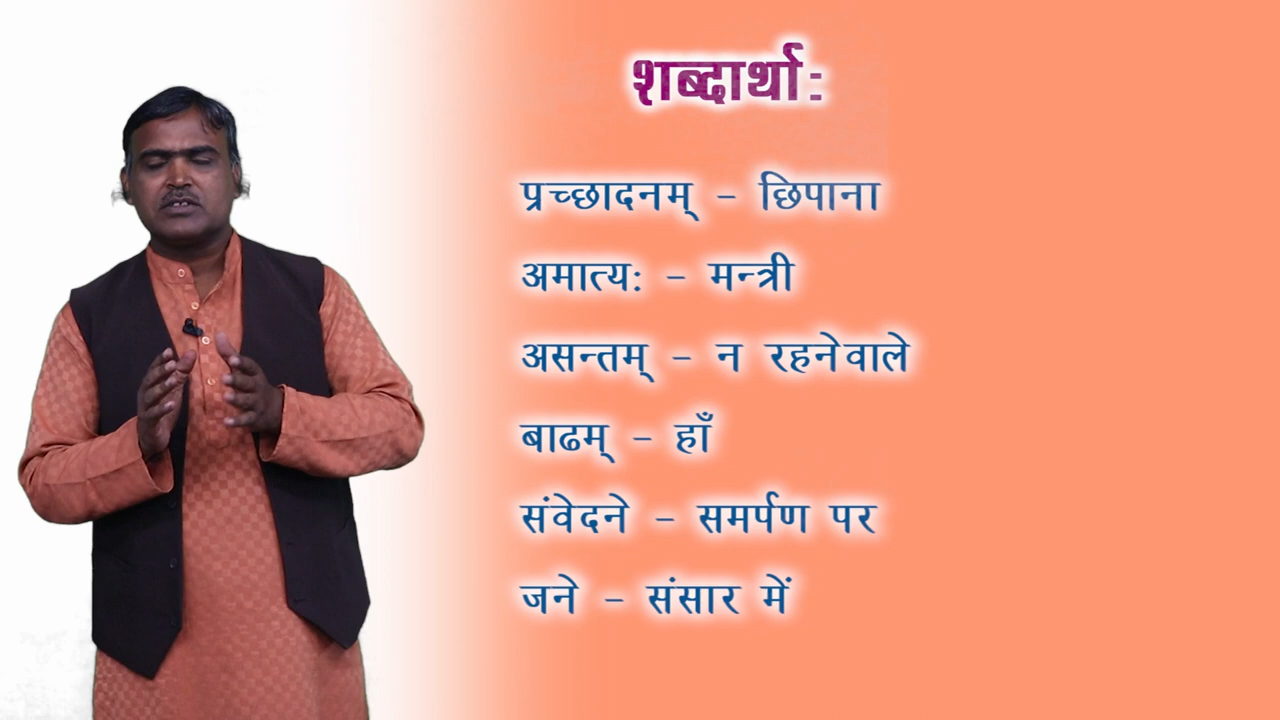 शब्दार्थाः
प्रच्छादनम् – छिपाना
अमात्यः – मन्त्री
असन्तम् – न रहनेवाले
बाढम् – हाँ
संवेदने – समर्पण पर
जने – संसार में